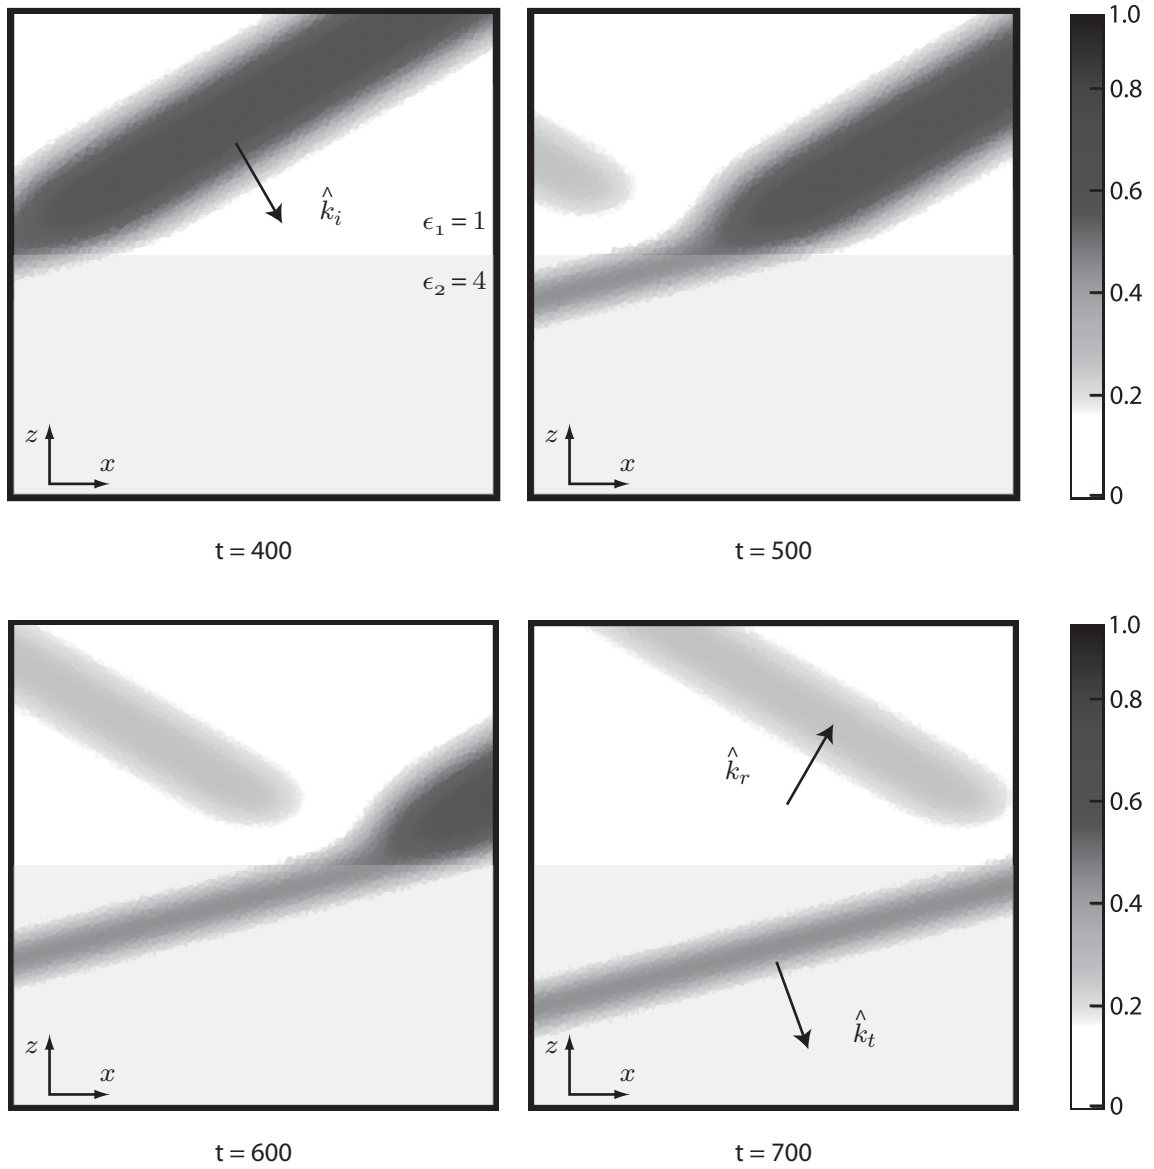 1.0
0.8
0.6
0.4
0.2
0
k̂ᵢ
ϵ₁ = 1
ϵ₂ = 4
z
x
z
x
t = 400
t = 500
1.0
0.8
0.6
0.4
0.2
0
k̂ᵣ
k̂ₜ
z
x
z
x
t = 600
t = 700